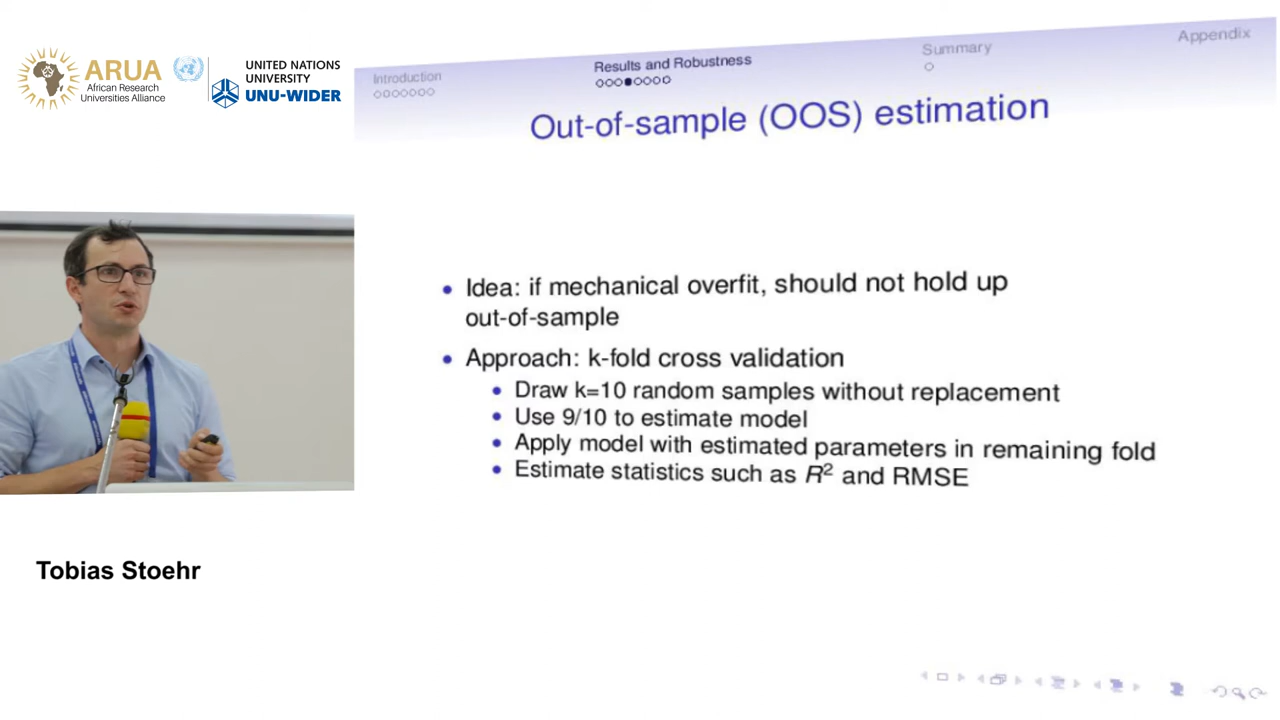 ARUA
African Research
Universities Alliance
UNITED NATIONS
UNIVERSITY
UNU-WIDER
Introduction
Results and Robustness
Summary
Appendix
Out-of-sample (OOS) estimation
• Idea: if mechanical overfit, should not hold up
out-of-sample
• Approach: k-fold cross validation
• Draw k=10 random samples without replacement
• Use 9/10 to estimate model
• Apply model with estimated parameters in remaining fold
• Estimate statistics such as R² and RMSE
Tobias Stoehr